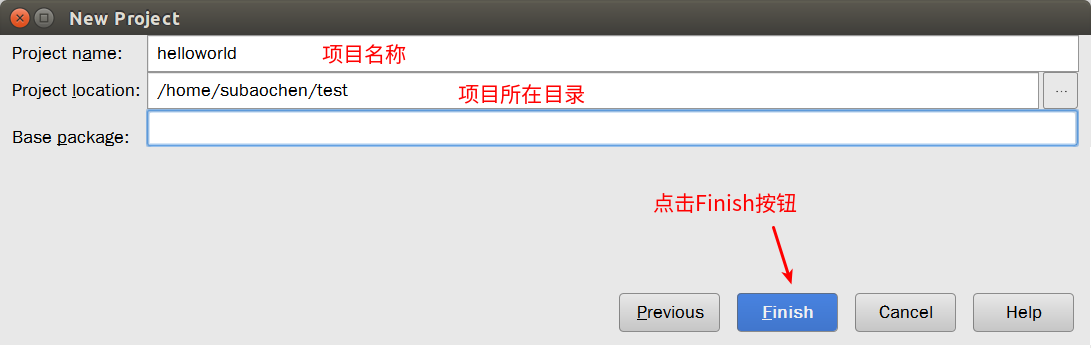 New Project
Project name: helloworld 项目名称
Project location: /home/subaochen/test 项目所在目录 ...
Base package:
点击Finish按钮
Previous Finish Cancel Help